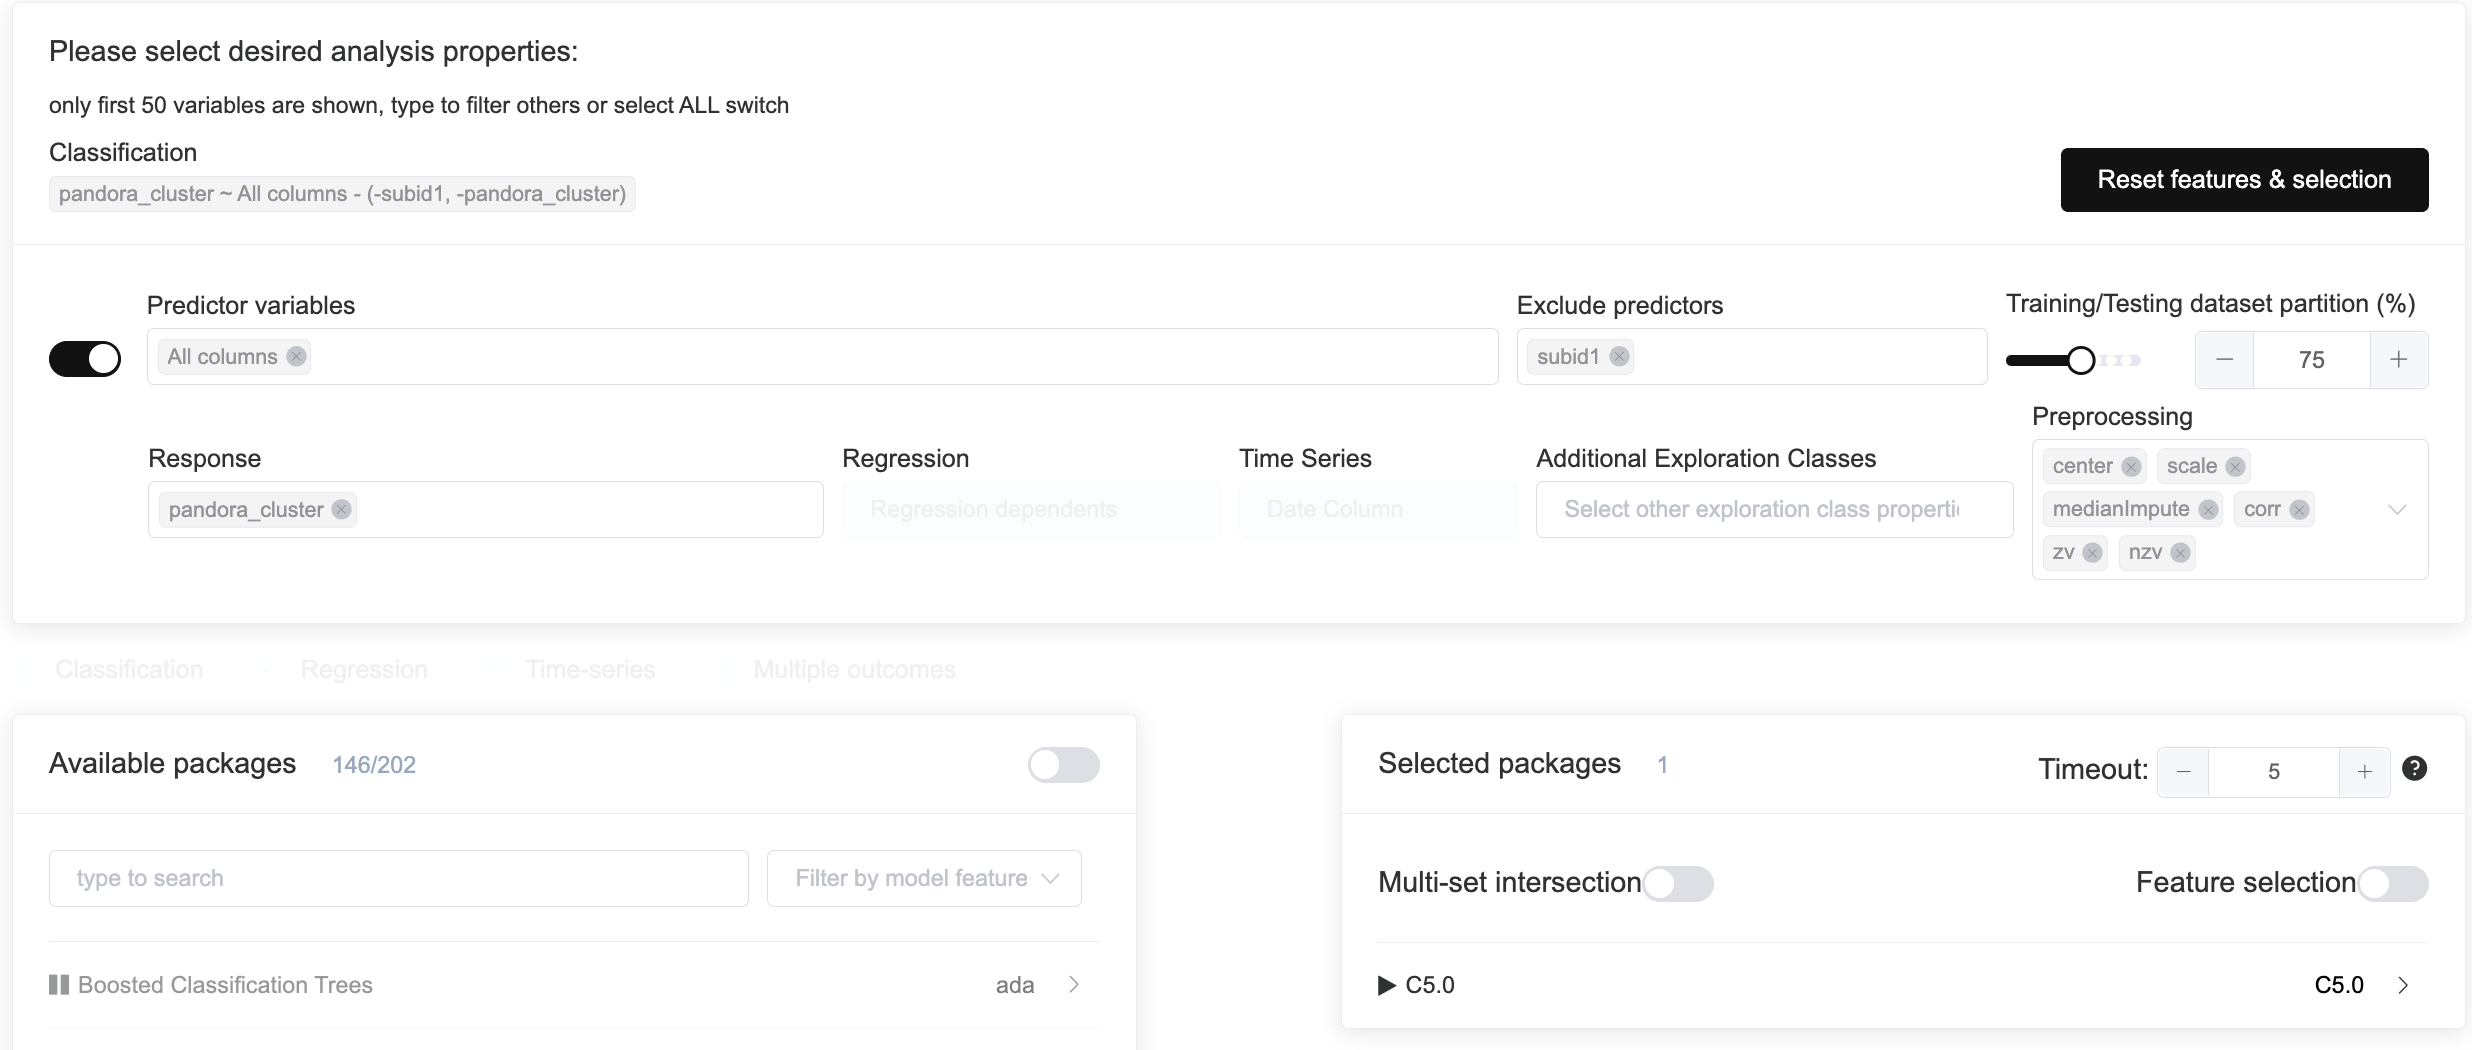 Please select desired analysis properties:
only first 50 variables are shown, type to filter others or select ALL switch
Classification
pandora_cluster ~ All columns - (-subid1, -pandora_cluster)
Reset features & selection
Predictor variables
All columns
Exclude predictors
subid1
Training/Testing dataset partition (%)
75
Response
pandora_cluster
Regression
Regression dependents
Time Series
Date Column
Additional Exploration Classes
Select other exploration class properti
Preprocessing
center scale
medianImpute corr
zv nzv
Classification Regression Time-series Multiple outcomes
Available packages 146/202
type to search
Filter by model feature
Boosted Classification Trees ada
Selected packages 1
Timeout: 5
Multi-set intersection
Feature selection
C5.0 C5.0